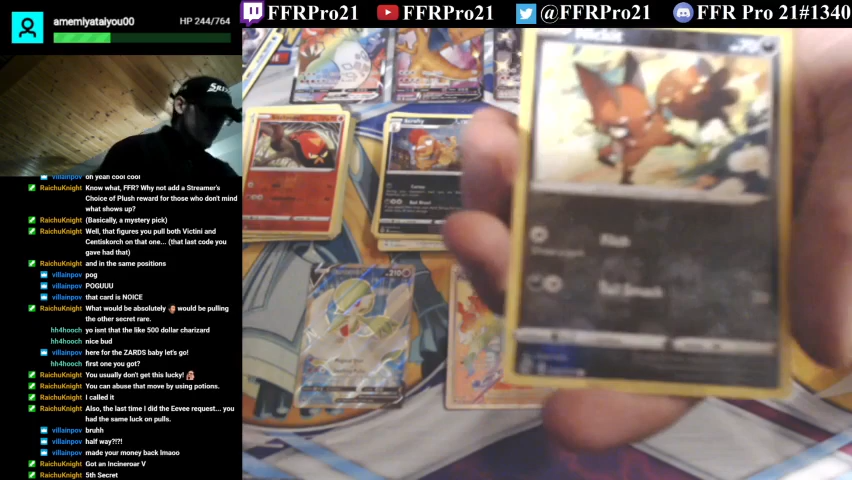 amemiyataiyou00
HP 244/764
FFRPro21
FFRPro21
@FFRPro21
FFR Pro 21#1340
villainpov oh yeah cool cool
RaichuKnight Know what, FFR? Why not add a Streamer's
Choice of Plush reward for those who don't mind
what shows up?
RaichuKnight (Basically, a mystery pick)
RaichuKnight Well, that figures you pull both Victini and
Centiskorch on that one... (that last code you
gave had that)
RaichuKnight and in the same positions
villainpov pog
villainpov POGUUU
villainpov that card is NOICE
RaichuKnight What would be absolutely would be pulling
the other secret rare.
hh4hooch yo isnt that the like 500 dollar charizard
hh4hooch nice bud
villainpov here for the ZARDS baby let's go!
hh4hooch first one you got?
RaichuKnight You usually don't get this lucky!
RaichuKnight You can abuse that move by using potions.
RaichuKnight I called it
RaichuKnight Also, the last time I did the Eevee request... you
had the same luck on pulls.
villainpov bruhh
villainpov half way?!?!
villainpov made your money back lmaoo
RaichuKnight Got an Incineroar V
RaichuKnight 5th Secret
Scrafty
210
Nickit
70
Filch
Tail Smack